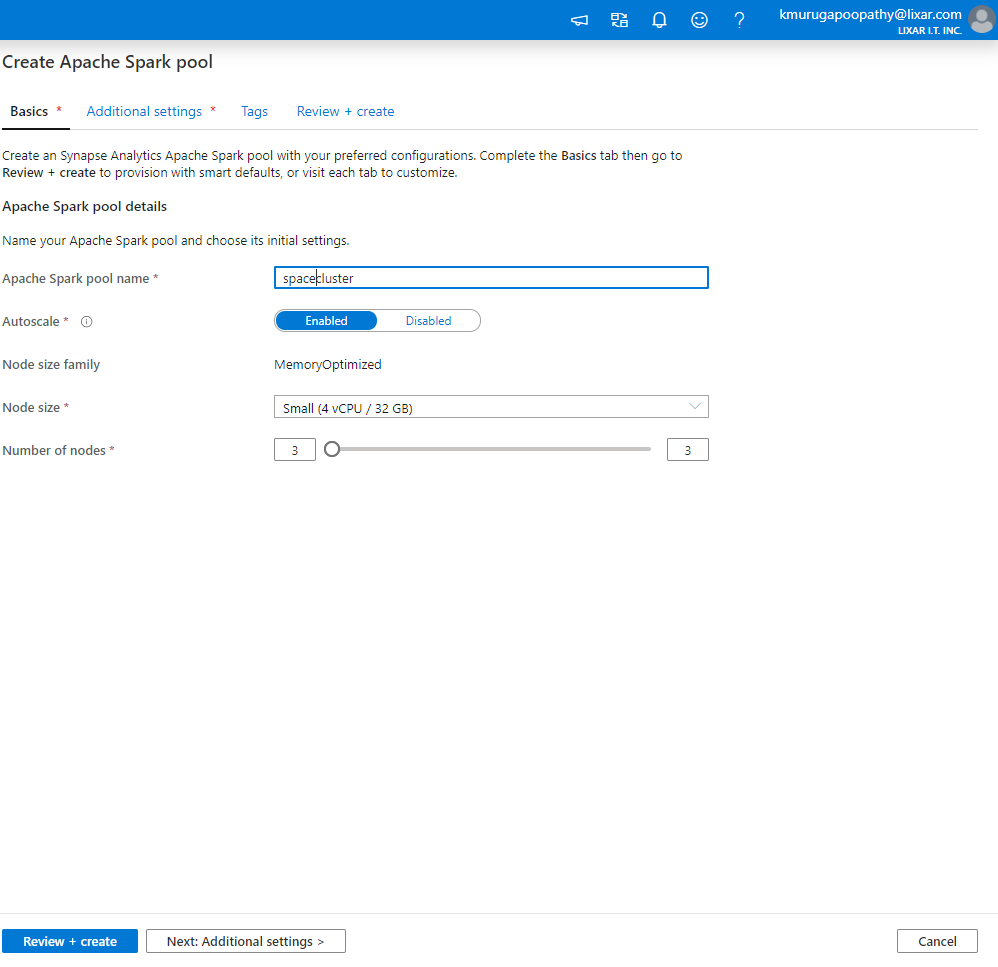 kmurugapoopathy@lixar.com
LIXAR I.T. INC.
Create Apache Spark pool
Basics * Additional settings * Tags Review + create
Create an Synapse Analytics Apache Spark pool with your preferred configurations. Complete the Basics tab then go to
Review + create to provision with smart defaults, or visit each tab to customize.
Apache Spark pool details
Name your Apache Spark pool and choose its initial settings.
Apache Spark pool name * spacecluster
Autoscale * Enabled Disabled
Node size family MemoryOptimized
Node size * Small (4 vCPU / 32 GB)
Number of nodes * 3 3
Review + create Next: Additional settings > Cancel